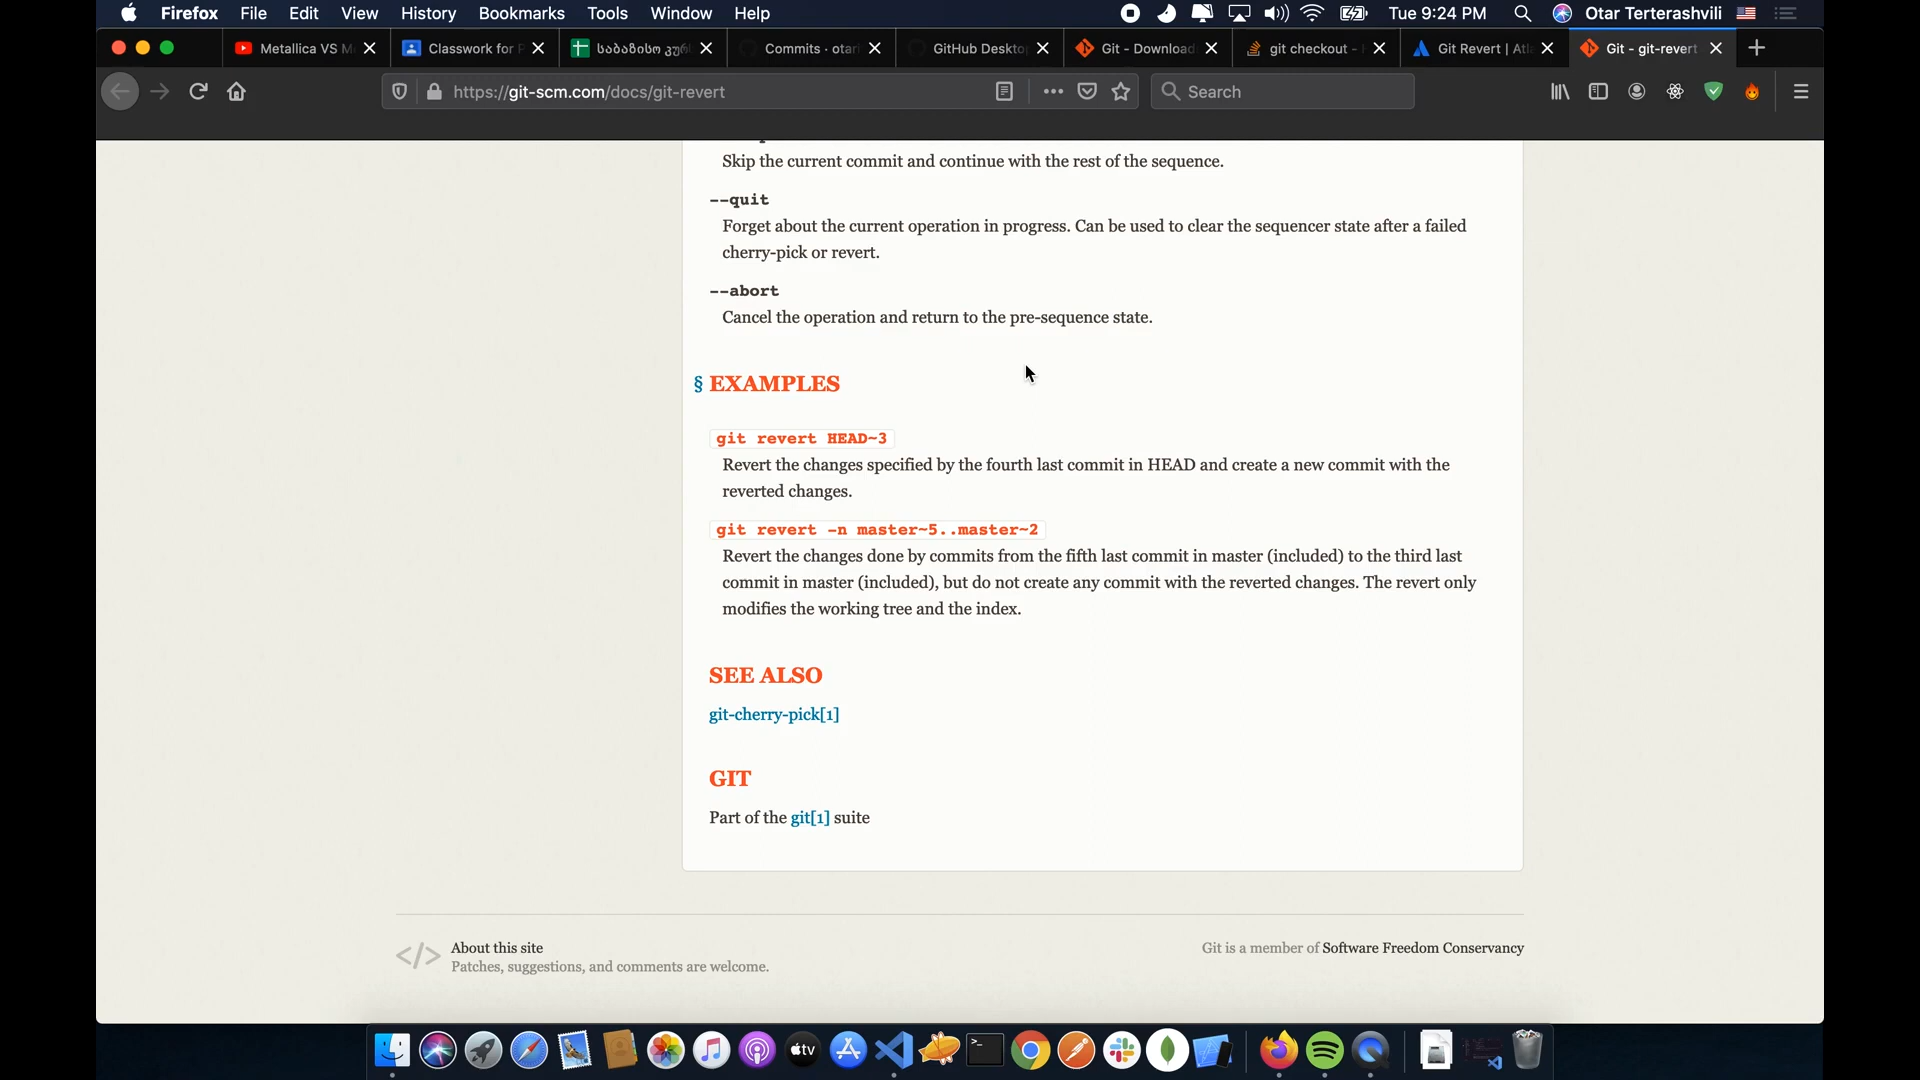 Firefox File Edit View History Bookmarks Tools Window Help Tue 9:24 PM Otar Terterashvili
Metallica VS M Classwork for P საბაზისო კურს Commits · otar GitHub Deskto Git - Download git checkout - Git Revert | Atla Git - git-revert
https://git-scm.com/docs/git-revert Search
Skip the current commit and continue with the rest of the sequence.
--quit
Forget about the current operation in progress. Can be used to clear the sequencer state after a failed
cherry-pick or revert.
--abort
Cancel the operation and return to the pre-sequence state.
§ EXAMPLES
git revert HEAD~3
Revert the changes specified by the fourth last commit in HEAD and create a new commit with the
reverted changes.
git revert -n master~5..master~2
Revert the changes done by commits from the fifth last commit in master (included) to the third last
commit in master (included), but do not create any commit with the reverted changes. The revert only
modifies the working tree and the index.
SEE ALSO
git-cherry-pick[1]
GIT
Part of the git[1] suite
</> About this site
Patches, suggestions, and comments are welcome.
Git is a member of Software Freedom Conservancy
tv